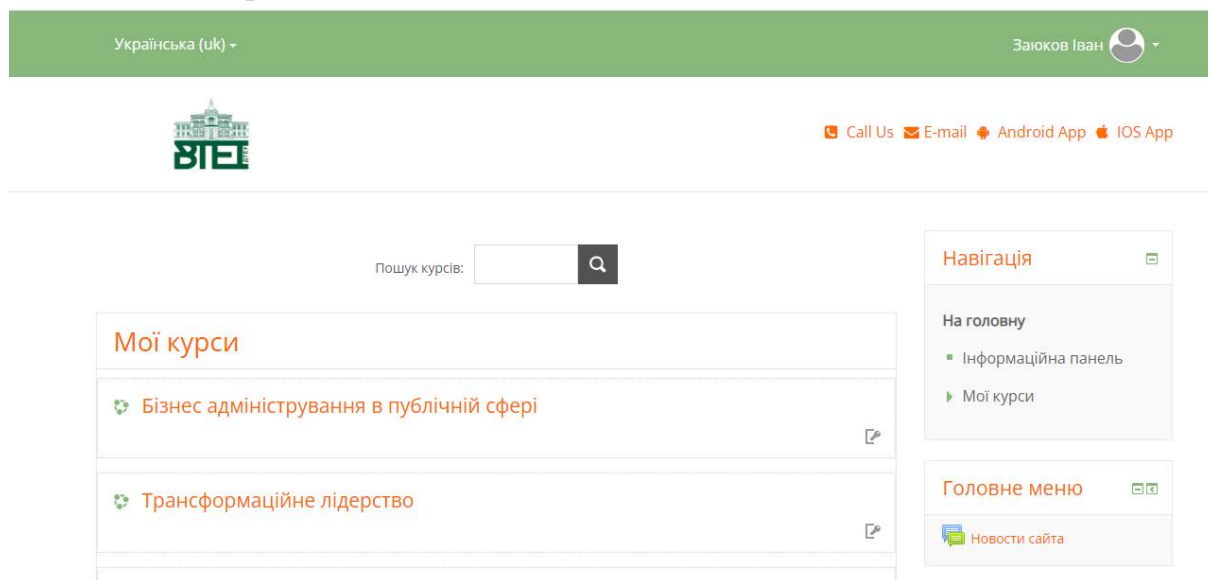 Українська (uk)
Заюков Іван
ВТЕІ
Call Us E-mail Android App IOS App
Пошук курсів:
Мої курси
Бізнес адміністрування в публічній сфері
Трансформаційне лідерство
Навігація
На головну
Інформаційна панель
Мої курси
Головне меню
Новости сайта